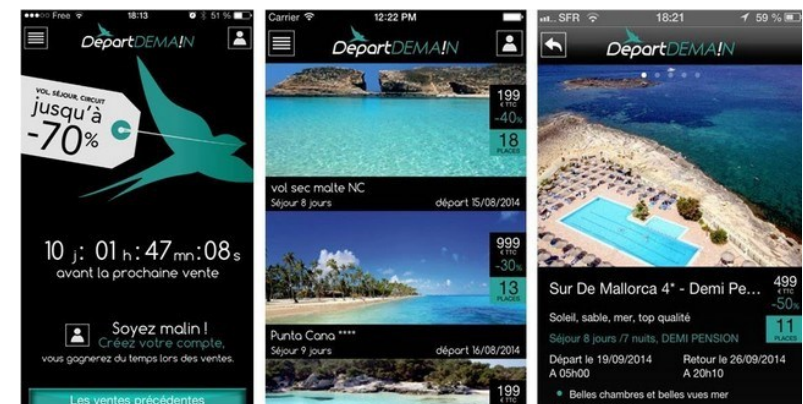 Free 18:13 51 %
DépartDEMA!N
VOL, SÉJOUR, CIRCUIT
jusqu'à
-70%
10 j: 01 h: 47 mn: 08 s
avant la prochaine vente
Soyez malin !
Créez votre compte,
vous gagnerez du temps lors des ventes.
Les ventes précédentes
Carrier 12:22 PM
DépartDEMA!N
199
€ TTC
-40%
18
PLACES
vol sec malte NC
Séjour 8 jours départ 15/08/2014
999
€ TTC
-30%
13
PLACES
Punta Cana ****
Séjour 9 jours départ 16/08/2014
199
€ TTC
SFR 18:21 59 %
DépartDEMA!N
Sur De Mallorca 4* - Demi Pe...
499
€ TTC
-50%
11
PLACES
Soleil, sable, mer, top qualité
Séjour 8 jours /7 nuits, DEMI PENSION
Départ le 19/09/2014 Retour le 26/09/2014
A 05h00 A 20h10
• Belles chambres et belles vues mer